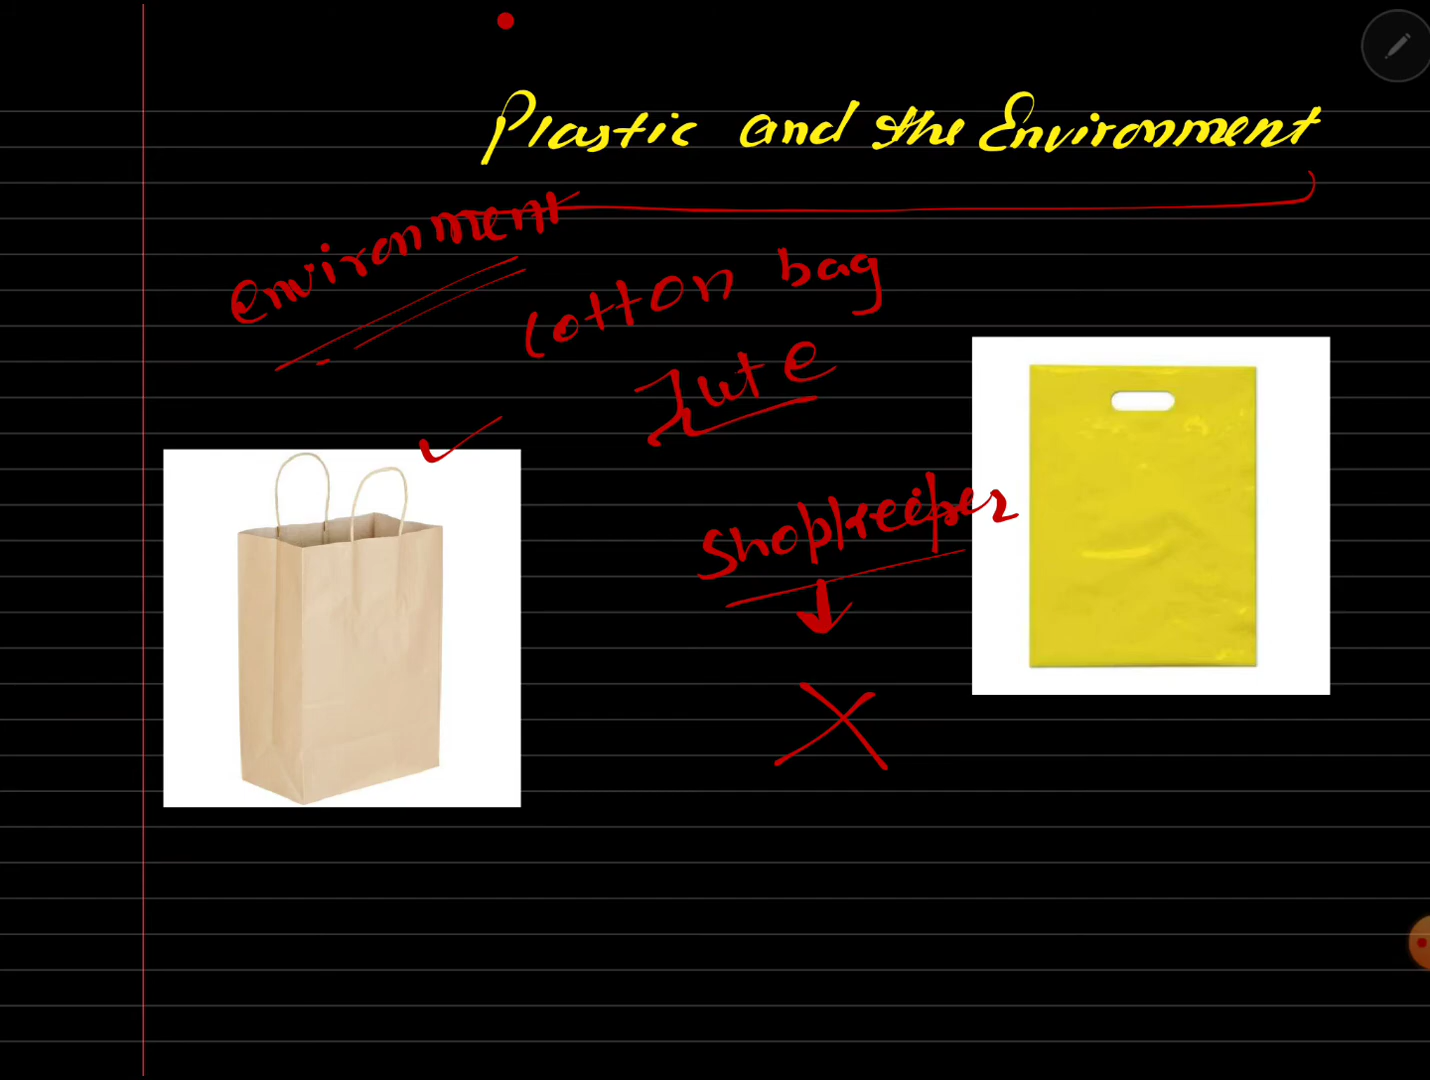 Plastic and the Environment
environment
cotton bag
Jute
Shopkeeper